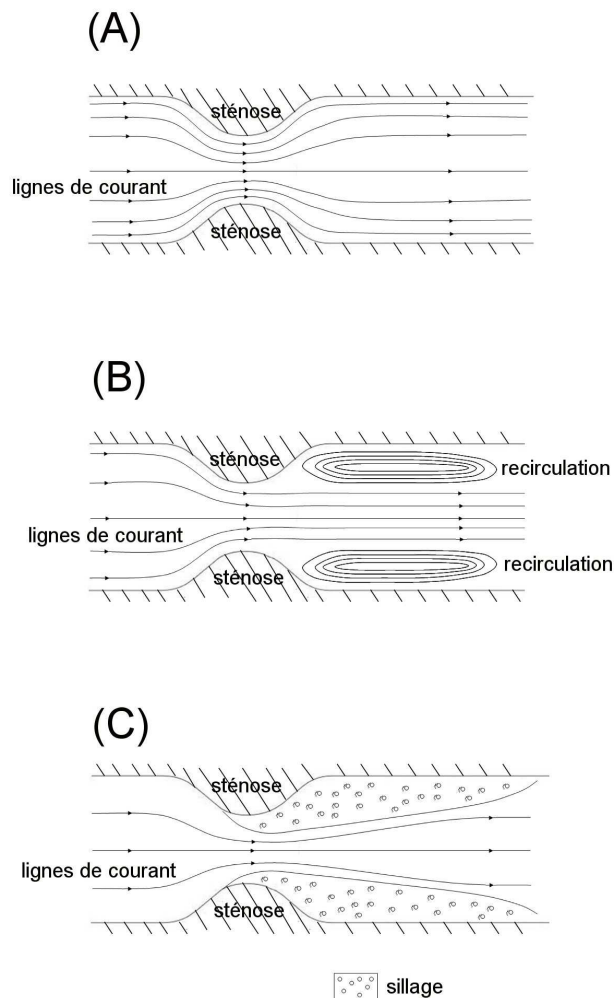 (A)
sténose
lignes de courant
sténose
(B)
sténose
recirculation
lignes de courant
recirculation
sténose
(C)
sténose
lignes de courant
sténose
sillage